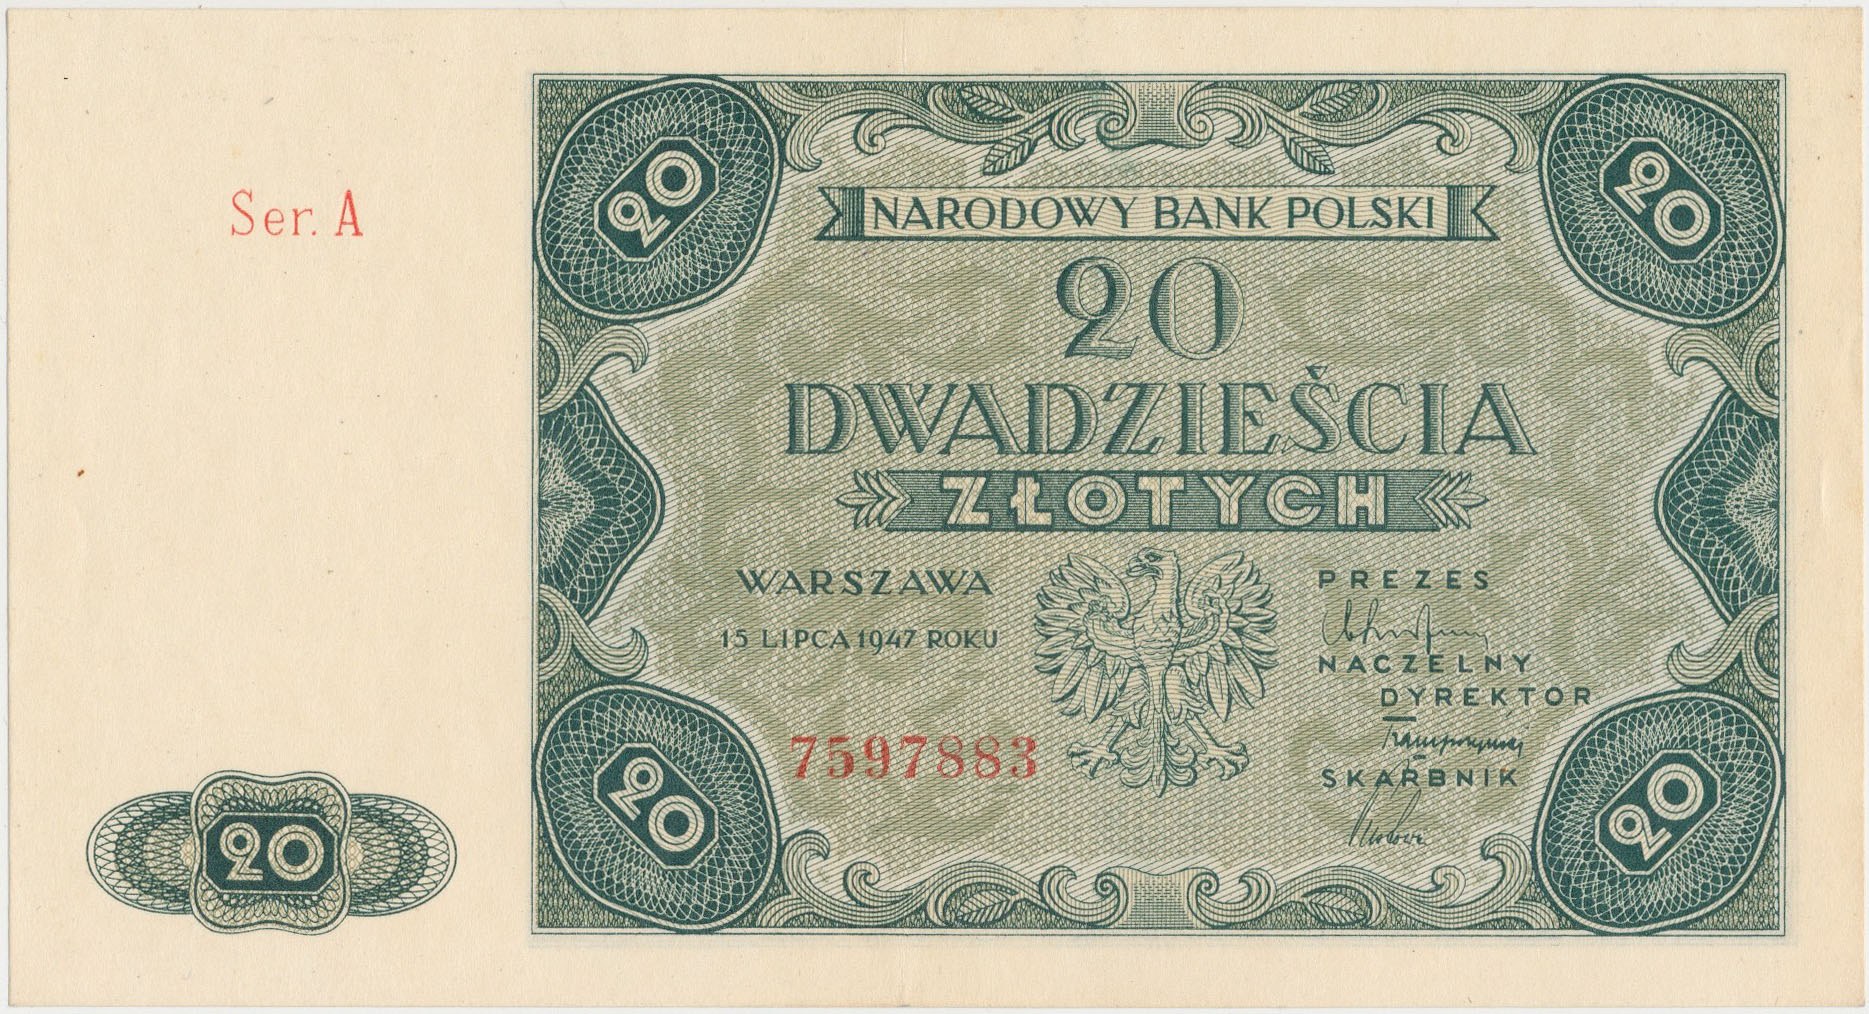 Ser. A
20
20
NARODOWY BANK POLSKI
20
DWADZIEŚCIA
ZŁOTYCH
WARSZAWA
15 LIPCA 1947 ROKU
PREZES
NACZELNY
DYREKTOR
SKARBNIK
7597883
20
20
20